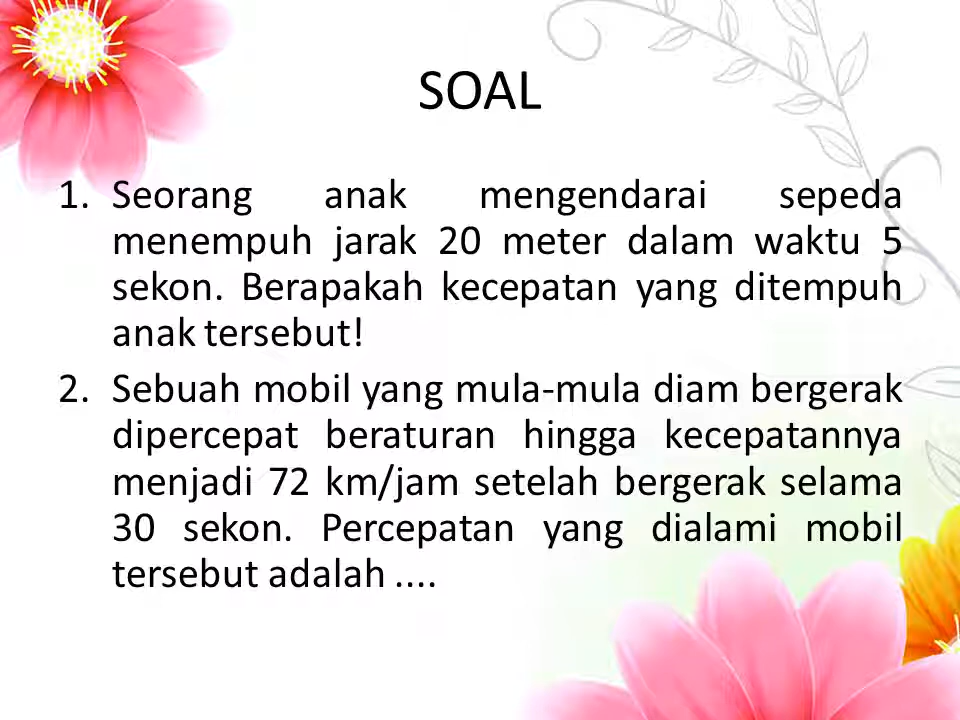 SOAL
1. Seorang anak mengendarai sepeda
menempuh jarak 20 meter dalam waktu 5
sekon. Berapakah kecepatan yang ditempuh
anak tersebut!
2. Sebuah mobil yang mula-mula diam bergerak
dipercepat beraturan hingga kecepatannya
menjadi 72 km/jam setelah bergerak selama
30 sekon. Percepatan yang dialami mobil
tersebut adalah ....